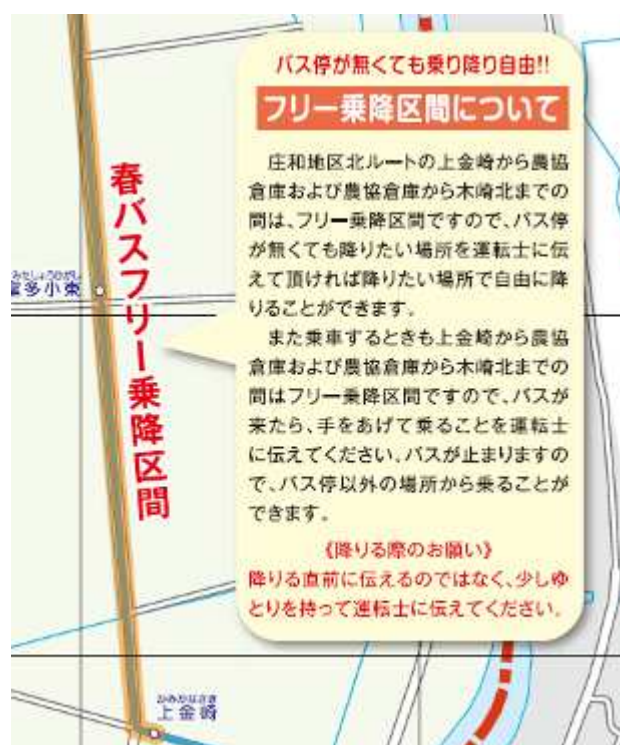 バス停が無くても乗り降り自由!!
フリー乗降区間について
庄和地区北ルートの上金崎から農協
倉庫および農協倉庫から木崎北までの
間は、フリー乗降区間ですので、バス停
が無くても降りたい場所を運転士に伝
えて頂ければ降りたい場所で自由に降
りることができます。
また乗車するときも上金崎から農協
倉庫および農協倉庫から木崎北までの
間はフリー乗降区間ですので、バスが
来たら、手をあげて乗ることを運転士
に伝えてください、バスが止まりますの
で、バス停以外の場所から乗ることが
できます。
《降りる際のお願い》
降りる直前に伝えるのではなく、少しゆ
とりを持って運転士に伝えてください。
春バスフリー乗降区間
多小東
かみかなさき
上金崎